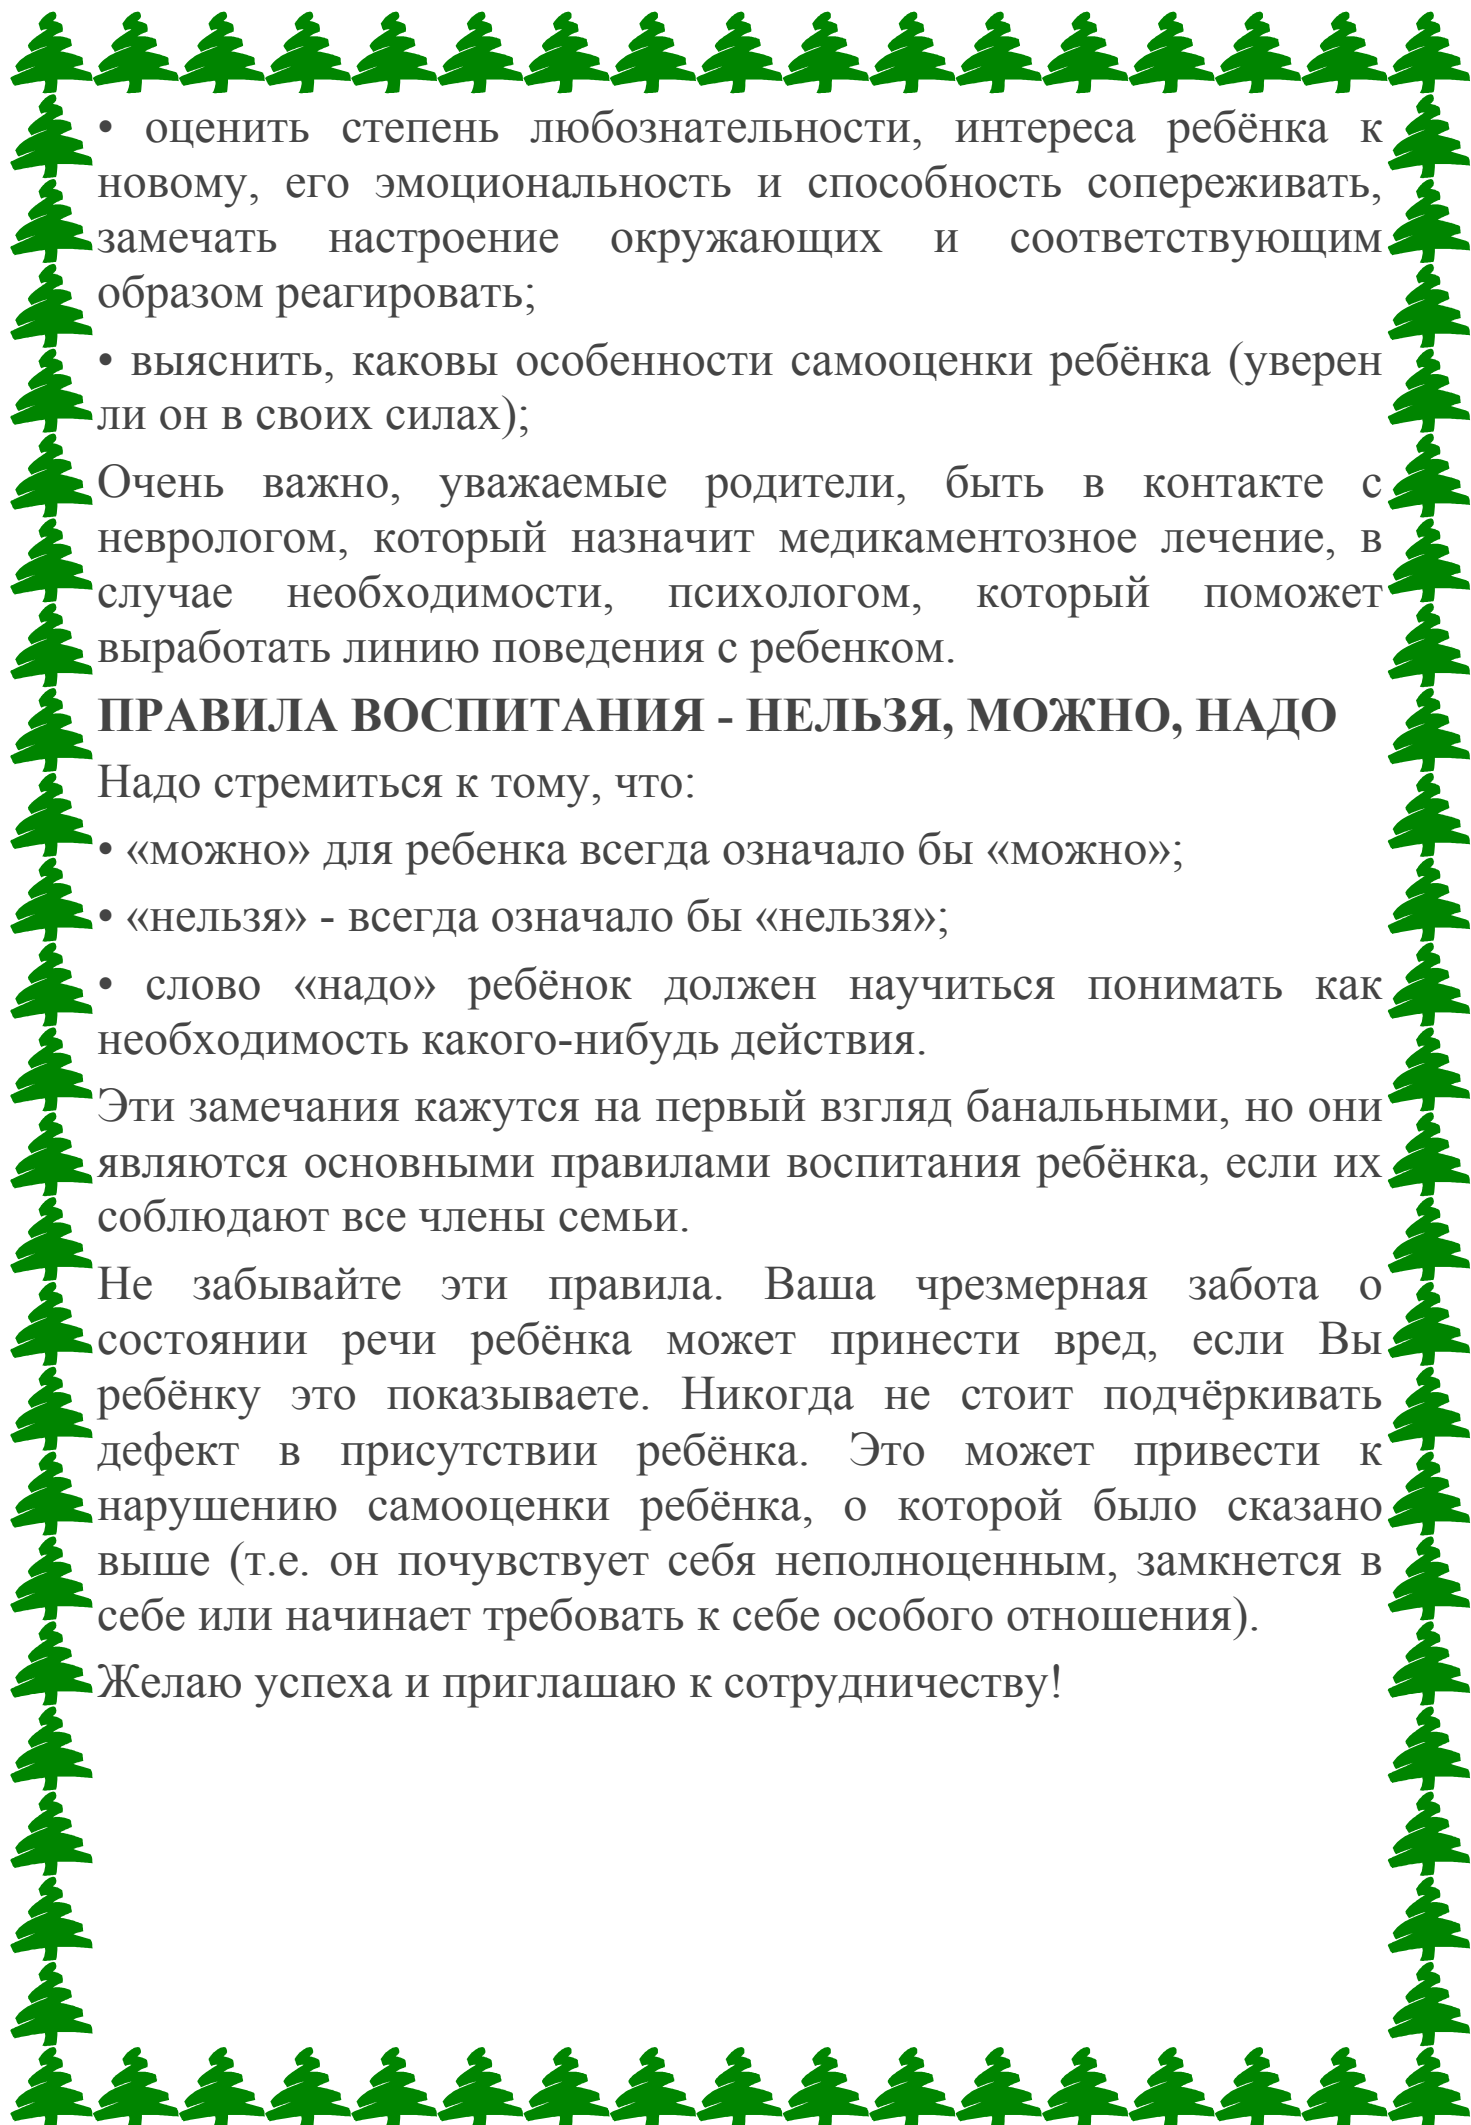 • оценить степень любознательности, интереса ребёнка к
новому, его эмоциональность и способность сопереживать,
замечать настроение окружающих и соответствующим
образом реагировать;
• выяснить, каковы особенности самооценки ребёнка (уверен
ли он в своих силах);
Очень важно, уважаемые родители, быть в контакте с
неврологом, который назначит медикаментозное лечение, в
случае необходимости, психологом, который поможет
выработать линию поведения с ребенком.
ПРАВИЛА ВОСПИТАНИЯ - НЕЛЬЗЯ, МОЖНО, НАДО
Надо стремиться к тому, что:
• «можно» для ребенка всегда означало бы «можно»;
• «нельзя» - всегда означало бы «нельзя»;
• слово «надо» ребёнок должен научиться понимать как
необходимость какого-нибудь действия.
Эти замечания кажутся на первый взгляд банальными, но они
являются основными правилами воспитания ребёнка, если их
соблюдают все члены семьи.
Не забывайте эти правила. Ваша чрезмерная забота о
состоянии речи ребёнка может принести вред, если Вы
ребёнку это показываете. Никогда не стоит подчёркивать
дефект в присутствии ребёнка. Это может привести к
нарушению самооценки ребёнка, о которой было сказано
выше (т.е. он почувствует себя неполноценным, замкнется в
себе или начинает требовать к себе особого отношения).
Желаю успеха и приглашаю к сотрудничеству!